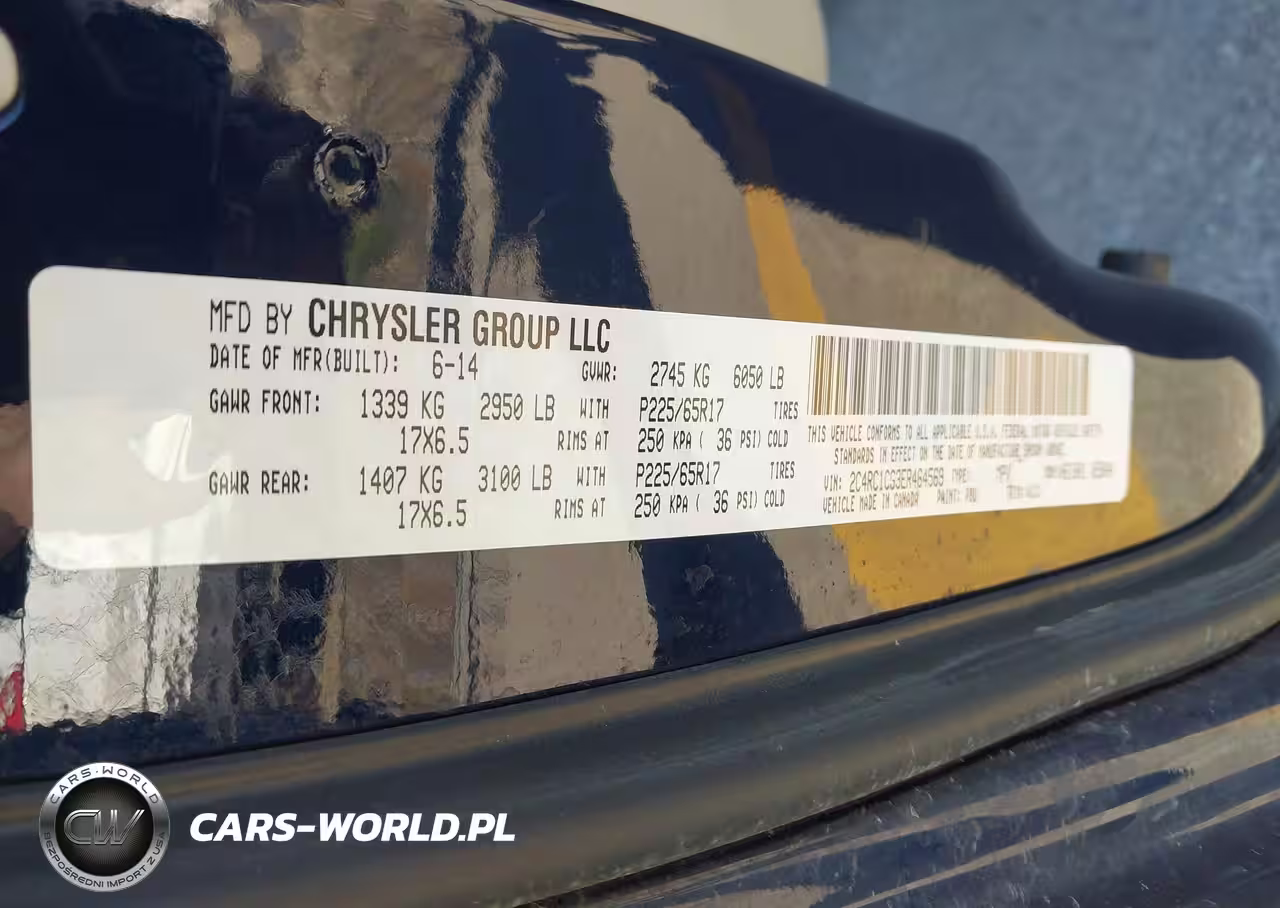 MFD BY CHRYSLER GROUP LLC
DATE OF MFR(BUILT): 6-14 GVWR: 2745 KG 6050 LB
GAWR FRONT: 1339 KG 2950 LB WITH P225/65R17 TIRES
17X6.5 RIMS AT 250 KPA ( 36 PSI) COLD
GAWR REAR: 1407 KG 3100 LB WITH P225/65R17 TIRES
17X6.5 RIMS AT 250 KPA ( 36 PSI) COLD
THIS VEHICLE CONFORMS TO ALL APPLICABLE U.S.A. FEDERAL MOTOR VEHICLE SAFETY
STANDARDS IN EFFECT ON THE DATE OF MANUFACTURE SHOWN ABOVE.
VIN: 2C4RC1CG3ER464569 TYPE: MPV
VEHICLE MADE IN CANADA PAINT:
CARS-WORLD
CW
BEZPOŚREDNI IMPORT Z USA
CARS-WORLD.PL